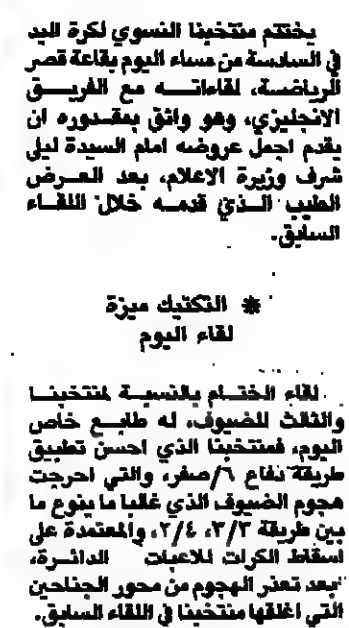 يختتم منتخبنا النسوي لكرة اليد
في السادسة من مساء اليوم بقاعة قصر
الرياضة، لقاءاته مع الفريق
الانجليزي، وهو واثق بمقدوره ان
يقدم اجمل عروضه امام السيدة ليلى
شرف وزيرة الاعلام، بعد العرض
الطيب الذي قدمه خلال اللقاء
السابق.
* التكتيك ميزة
لقاء اليوم
لقاء الختام بالنسبة لمنتخبنا
والثالث للضيوف، له طابع خاص
اليوم، فمنتخبنا الذي احسن تطبيق
طريقة دفاع ٦/صفر، والتي احرجت
هجوم الضيوف الذي غالبا ما ينوع ما
بين طريقة ٣/٣، ٢/٤، والمعتمدة على
اسقاط الكرات للاعبات الدائرة،
بعد تعذر الهجوم من محور الجناحين
التي اغلقها منتخبنا في اللقاء السابق.